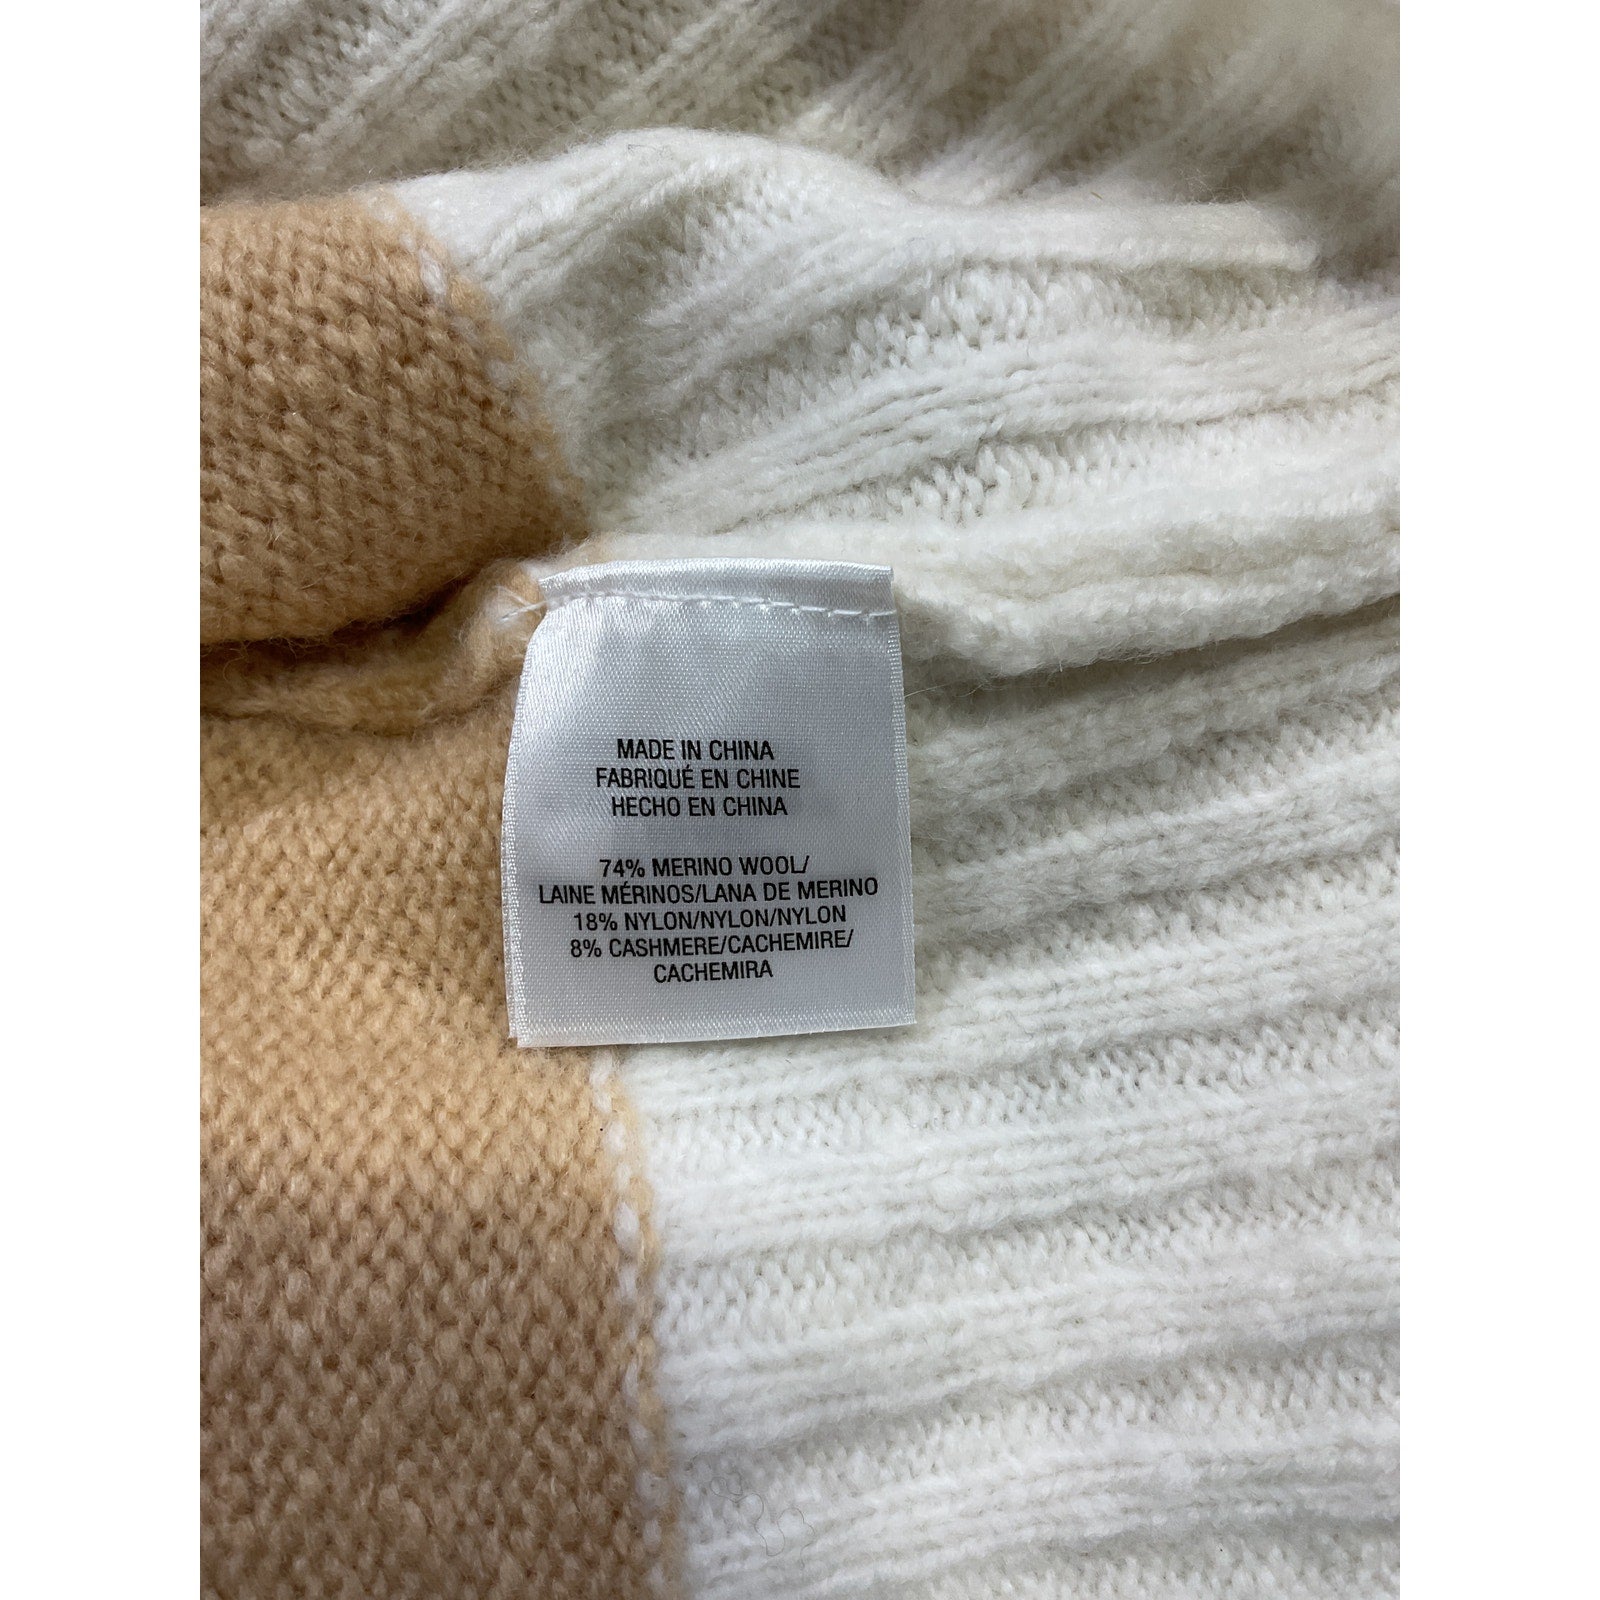 MADE IN CHINA
FABRIQUÉ EN CHINE
HECHO EN CHINA
74% MERINO WOOL/
LAINE MÉRINOS/LANA DE MERINO
18% NYLON/NYLON/NYLON
8% CASHMERE/CACHEMIRE/
CACHEMIRA